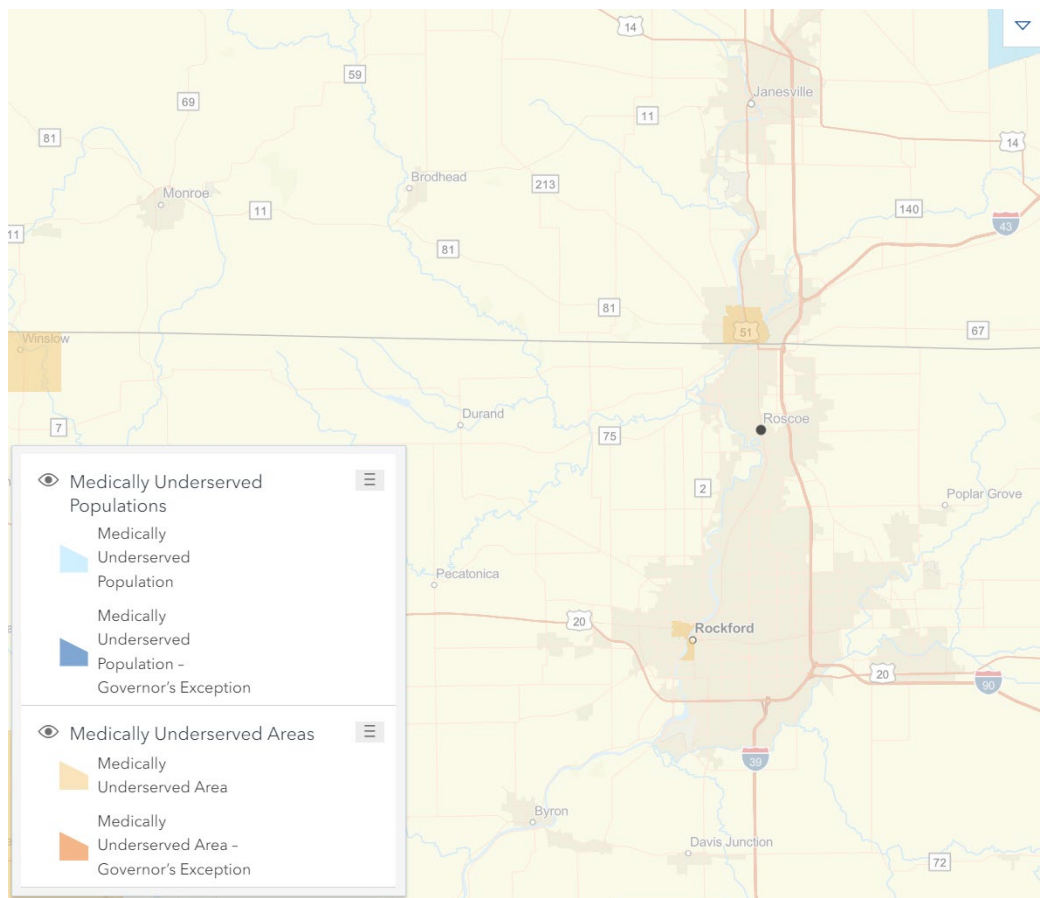 14
59
Janesville
69
11
81
14
Brodhead
213
Monroe
11
140
11
43
81
81
51
67
Winslow
Durand
Roscoe
7
75
2
Poplar Grove
Pecatonica
20
Rockford
20
90
39
Byron
Davis Junction
72
Medically Underserved
Populations
Medically
Underserved
Population
Medically
Underserved
Population –
Governor's Exception
Medically Underserved Areas
Medically
Underserved Area
Medically
Underserved Area –
Governor's Exception